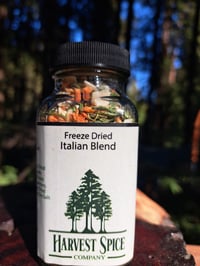 Freeze Dried
Italian Blend
HARVEST SPICE
COMPANY